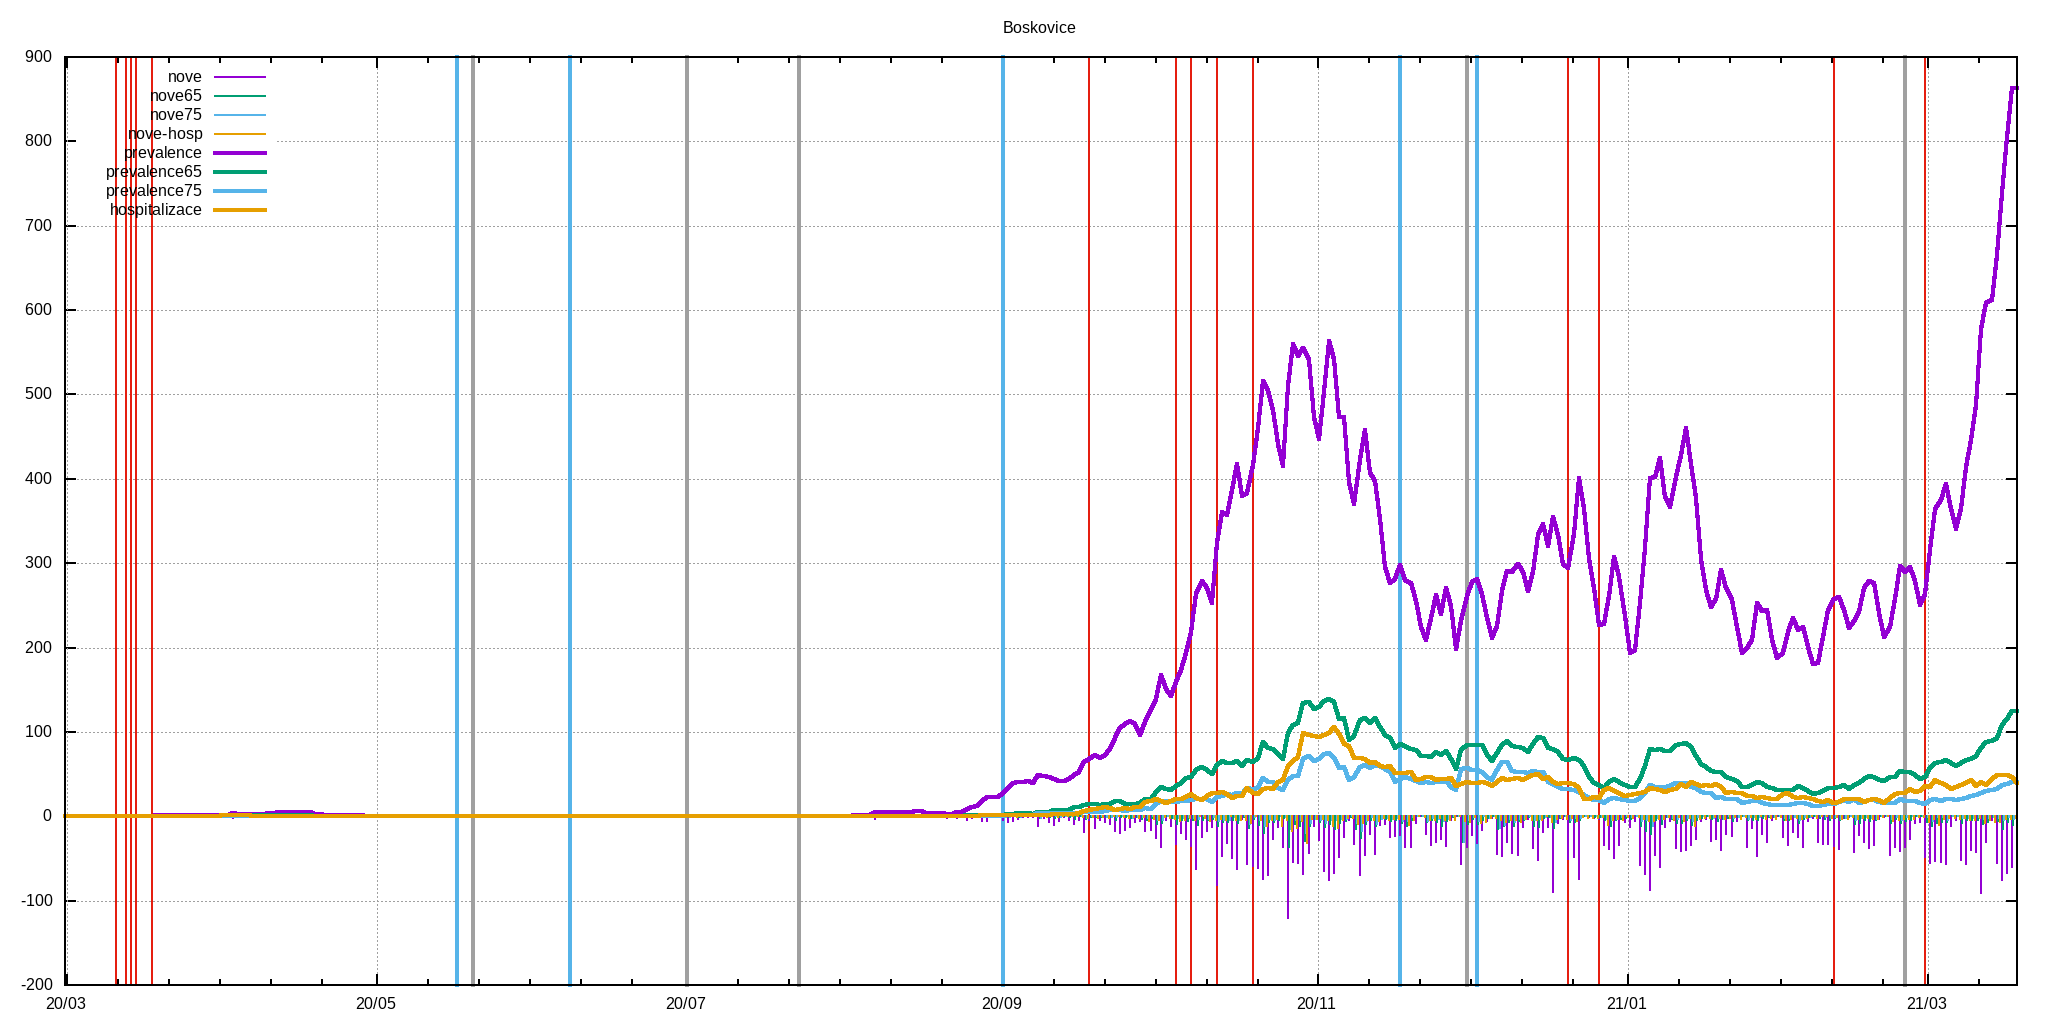 Boskovice
900
800
700
600
500
400
300
200
100
0
-100
-200
nove
nove65
nove75
nove-hosp
prevalence
prevalence65
prevalence75
hospitalizace
20/03 20/05 20/07 20/09 20/11 21/01 21/03